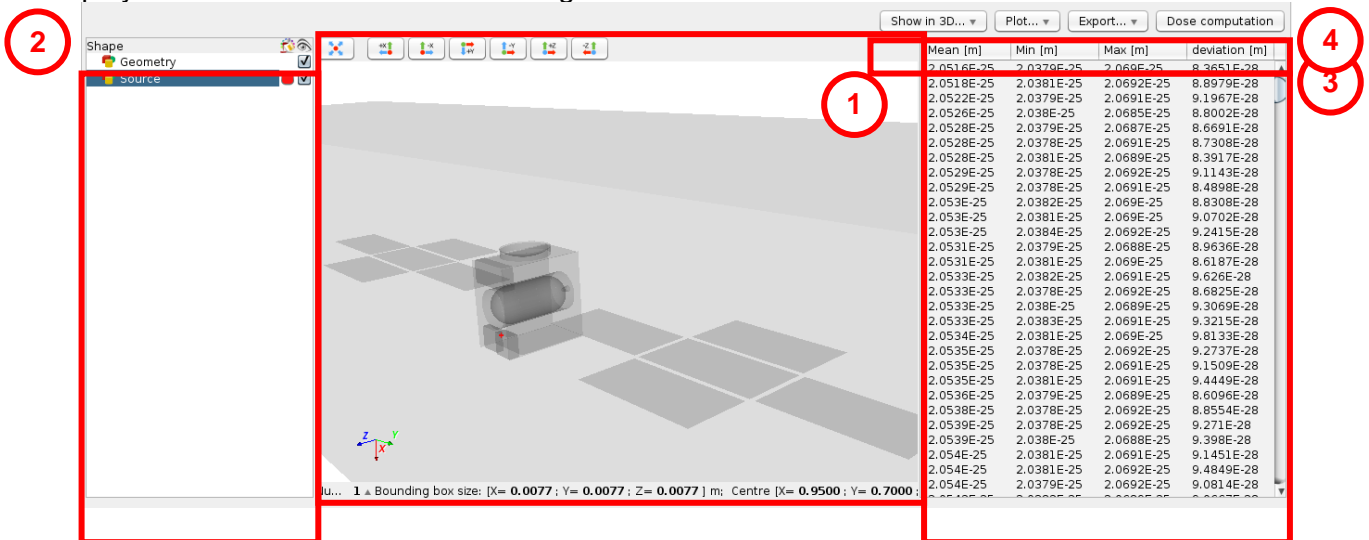 Show in 3D... Plot... Export... Dose computation
2
4
3
1
Shape
Geometry
Source
+X -X +Y -Y +Z -Z
Mean [m] Min [m] Max [m] deviation [m]
2.0516E-25 2.0379E-25 2.069E-25 8.3651E-28
2.0518E-25 2.0381E-25 2.0692E-25 8.8979E-28
2.0522E-25 2.0379E-25 2.0691E-25 9.1967E-28
2.0526E-25 2.038E-25 2.0685E-25 8.8002E-28
2.0528E-25 2.0379E-25 2.0687E-25 8.6691E-28
2.0528E-25 2.0378E-25 2.0691E-25 8.7308E-28
2.0528E-25 2.0381E-25 2.0689E-25 8.3917E-28
2.0529E-25 2.0378E-25 2.0692E-25 9.1143E-28
2.0529E-25 2.0378E-25 2.0691E-25 8.4898E-28
2.053E-25 2.0382E-25 2.069E-25 8.8308E-28
2.053E-25 2.0381E-25 2.069E-25 9.0702E-28
2.053E-25 2.0384E-25 2.0692E-25 9.2415E-28
2.0531E-25 2.0379E-25 2.0688E-25 8.9636E-28
2.0531E-25 2.0381E-25 2.069E-25 8.6187E-28
2.0533E-25 2.0382E-25 2.0691E-25 9.626E-28
2.0533E-25 2.0378E-25 2.0692E-25 8.6825E-28
2.0533E-25 2.038E-25 2.0689E-25 9.3069E-28
2.0533E-25 2.0383E-25 2.0691E-25 9.3215E-28
2.0534E-25 2.0381E-25 2.069E-25 9.8133E-28
2.0535E-25 2.0378E-25 2.0692E-25 9.2737E-28
2.0535E-25 2.0378E-25 2.0691E-25 9.1509E-28
2.0535E-25 2.0381E-25 2.0691E-25 9.4449E-28
2.0536E-25 2.0379E-25 2.0689E-25 8.6096E-28
2.0538E-25 2.0378E-25 2.0692E-25 8.8554E-28
2.0539E-25 2.0378E-25 2.0692E-25 9.271E-28
2.0539E-25 2.038E-25 2.0688E-25 9.398E-28
2.054E-25 2.0381E-25 2.0691E-25 9.1451E-28
2.054E-25 2.0381E-25 2.0692E-25 9.4849E-28
2.054E-25 2.0379E-25 2.0692E-25 9.0814E-28
Z Y
X
1 Bounding box size: [X= 0.0077 ; Y= 0.0077 ; Z= 0.0077 ] m; Centre [X= 0.9500 ; Y= 0.7000 ;